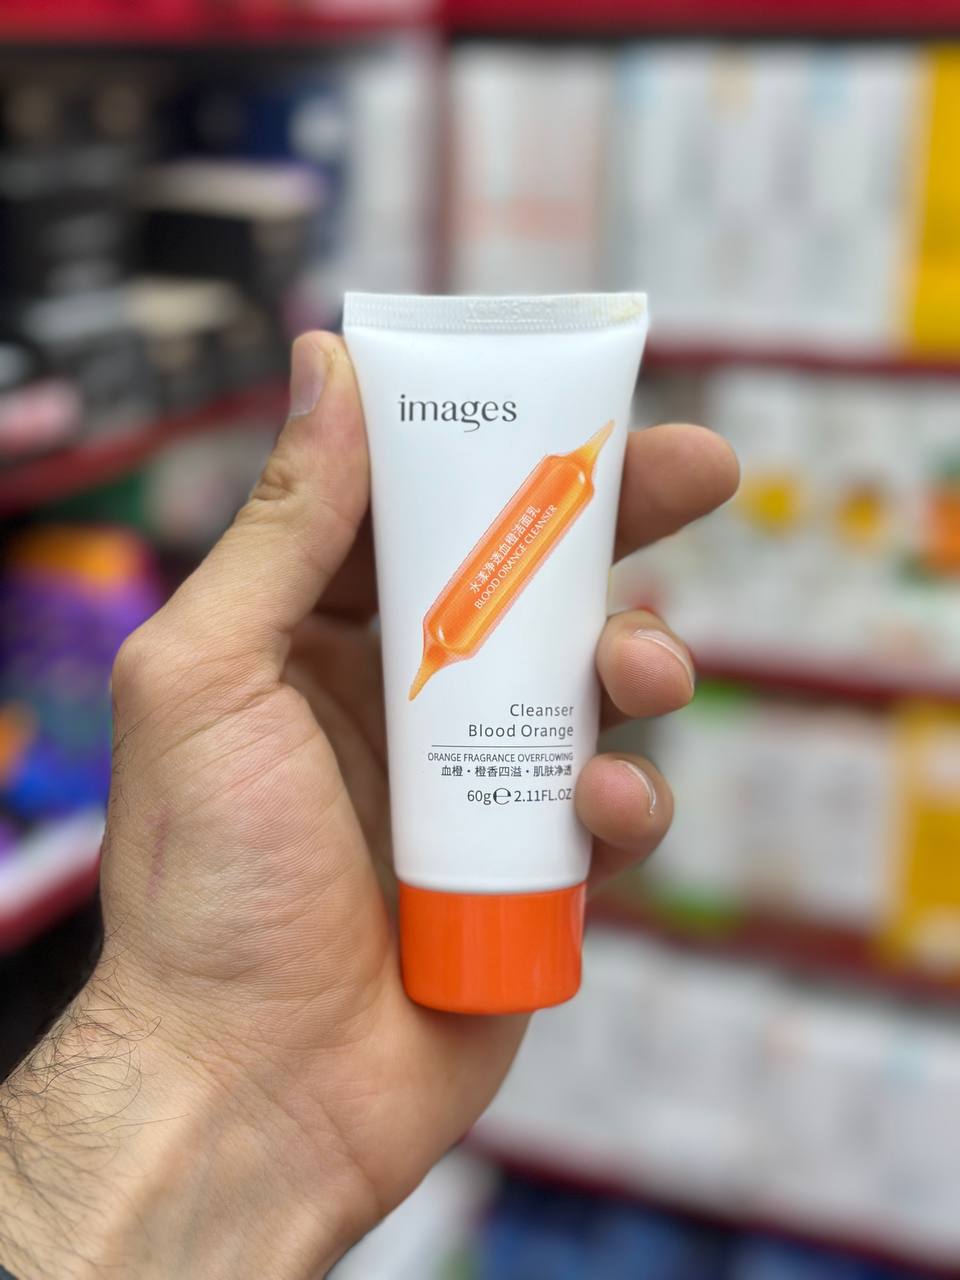 images
水漾净透血橙洁面乳
BLOOD ORANGE CLEANSER
Cleanser
Blood Orange
ORANGE FRAGRANCE OVERFLOWING
血橙・橙香四溢・肌肤净透
60g℮2.11FL.OZ